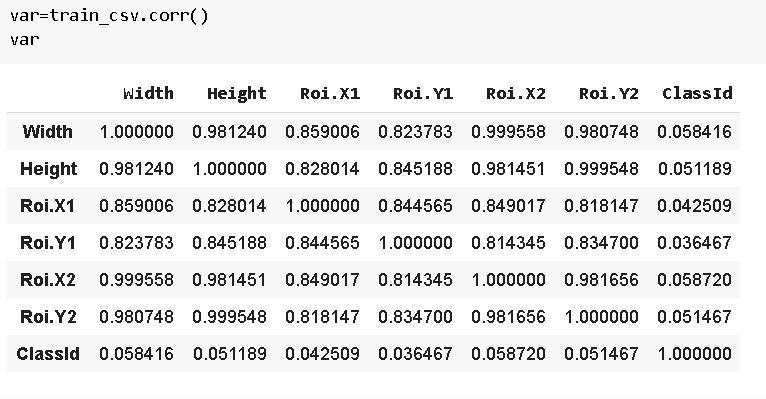 var=train_csv.corr()
var
Width Height Roi.X1 Roi.Y1 Roi.X2 Roi.Y2 ClassId
Width 1.000000 0.981240 0.859006 0.823783 0.999558 0.980748 0.058416
Height 0.981240 1.000000 0.828014 0.845188 0.981451 0.999548 0.051189
Roi.X1 0.859006 0.828014 1.000000 0.844565 0.849017 0.818147 0.042509
Roi.Y1 0.823783 0.845188 0.844565 1.000000 0.814345 0.834700 0.036467
Roi.X2 0.999558 0.981451 0.849017 0.814345 1.000000 0.981656 0.058720
Roi.Y2 0.980748 0.999548 0.818147 0.834700 0.981656 1.000000 0.051467
ClassId 0.058416 0.051189 0.042509 0.036467 0.058720 0.051467 1.000000